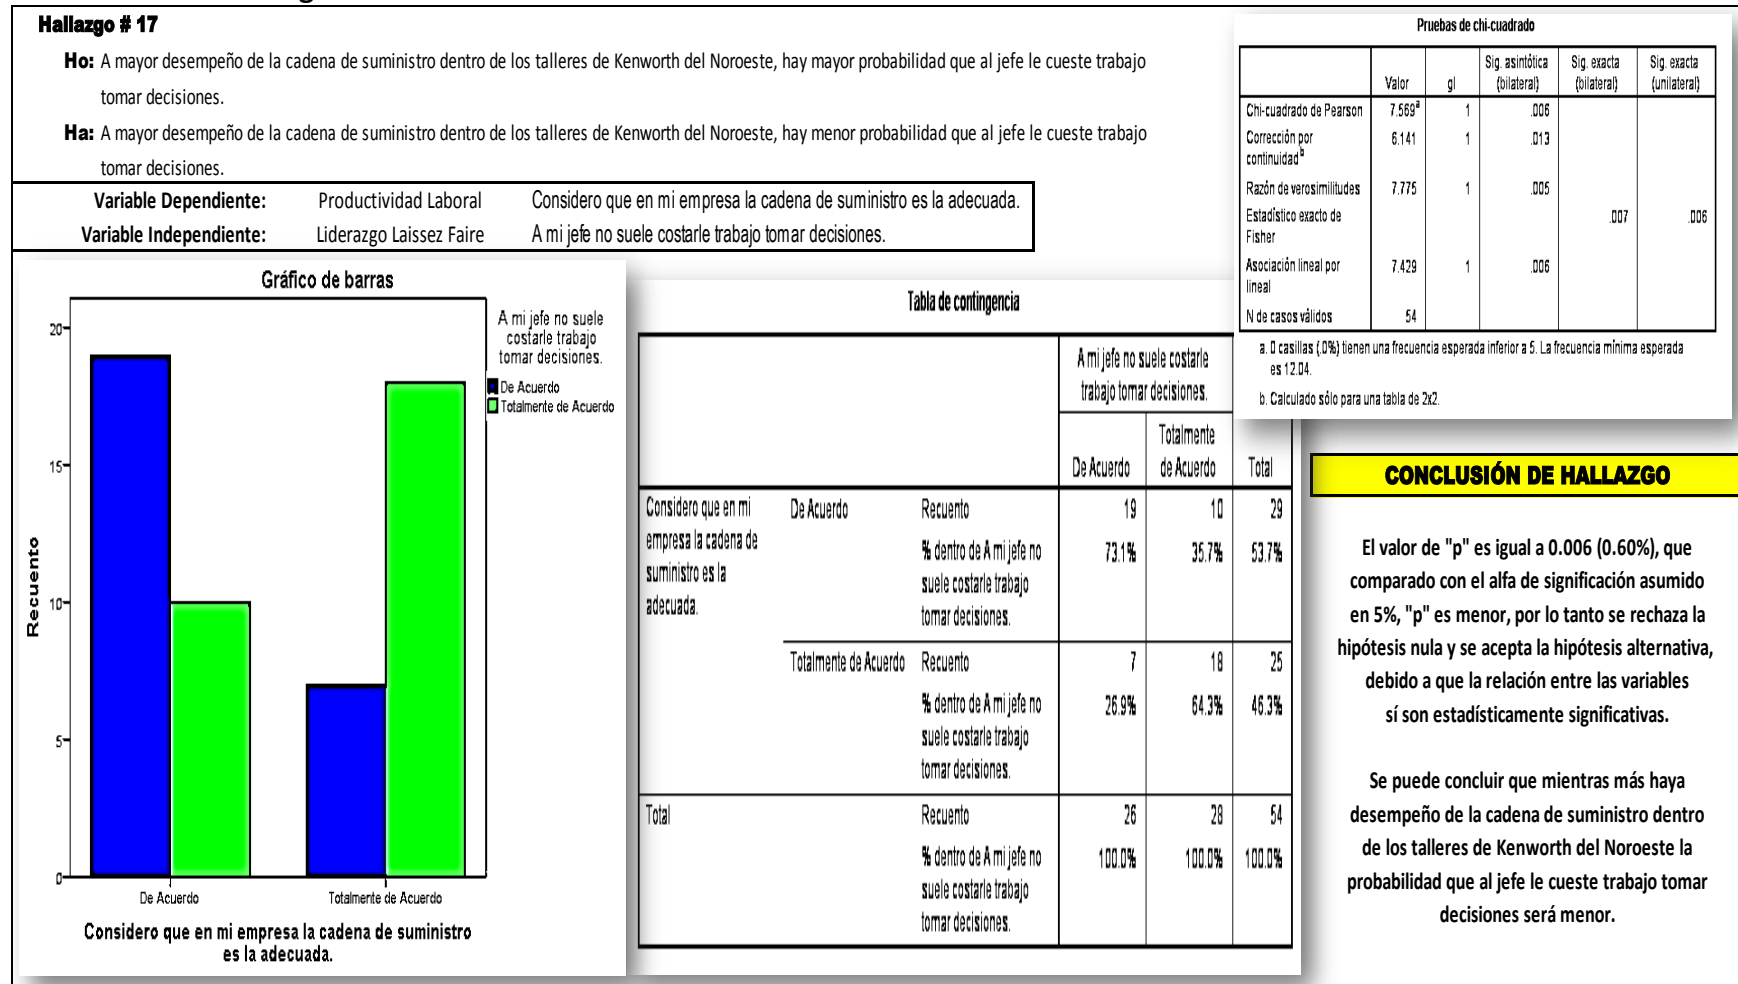 Hallazgo # 17
Ho: A mayor desempeño de la cadena de suministro dentro de los talleres de Kenworth del Noroeste, hay mayor probabilidad que al jefe le cueste trabajo
tomar decisiones.
Ha: A mayor desempeño de la cadena de suministro dentro de los talleres de Kenworth del Noroeste, hay menor probabilidad que al jefe le cueste trabajo
tomar decisiones.
Variable Dependiente: Productividad Laboral Considero que en mi empresa la cadena de suministro es la adecuada.
Variable Independiente: Liderazgo Laissez Faire A mi jefe no suele costarle trabajo tomar decisiones.
Pruebas de chi-cuadrado
Valor gl Sig. asintótica (bilateral) Sig. exacta (bilateral) Sig. exacta (unilateral)
Chi-cuadrado de Pearson 7.569a 1 .006
Corrección por continuidad b 6.141 1 .013
Razón de verosimilitudes 7.775 1 .005
Estadístico exacto de Fisher .007 .006
Asociación lineal por lineal 7.429 1 .006
N de casos válidos 54
a. 0 casillas (.0%) tienen una frecuencia esperada inferior a 5. La frecuencia mínima esperada
es 12.04.
b. Calculado sólo para una tabla de 2x2.
Gráfico de barras
A mi jefe no suele
costarle trabajo
tomar decisiones.
De Acuerdo
Totalmente de Acuerdo
Recuento
20
15
10
5
0
De Acuerdo Totalmente de Acuerdo
Considero que en mi empresa la cadena de suministro
es la adecuada.
Tabla de contingencia
A mi jefe no suele costarle
trabajo tomar decisiones.
De Acuerdo Totalmente de Acuerdo Total
Considero que en mi De Acuerdo Recuento 19 10 29
empresa la cadena de % dentro de A mi jefe no 73.1% 35.7% 53.7%
suministro es la suele costarle trabajo
adecuada. tomar decisiones.
Totalmente de Acuerdo Recuento 7 18 25
% dentro de A mi jefe no 26.9% 64.3% 46.3%
suele costarle trabajo
tomar decisiones.
Total Recuento 26 28 54
% dentro de A mi jefe no 100.0% 100.0% 100.0%
suele costarle trabajo
tomar decisiones.
CONCLUSIÓN DE HALLAZGO
El valor de "p" es igual a 0.006 (0.60%), que
comparado con el alfa de significación asumido
en 5%, "p" es menor, por lo tanto se rechaza la
hipótesis nula y se acepta la hipótesis alternativa,
debido a que la relación entre las variables
sí son estadísticamente significativas.
Se puede concluir que mientras más haya
desempeño de la cadena de suministro dentro
de los talleres de Kenworth del Noroeste la
probabilidad que al jefe le cueste trabajo tomar
decisiones será menor.